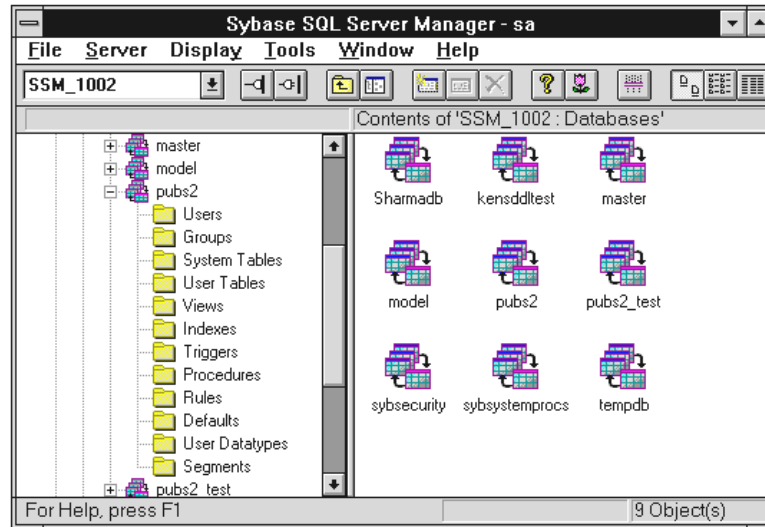 Sybase SQL Server Manager - sa
File Server Display Tools Window Help
SSM_1002
Contents of 'SSM_1002 : Databases'
master
model
pubs2
Users
Groups
System Tables
User Tables
Views
Indexes
Triggers
Procedures
Rules
Defaults
User Datatypes
Segments
pubs2_test
Sharmadb kensddltest master
model pubs2 pubs2_test
sybsecurity sybsystemprocs tempdb
For Help, press F1
9 Object(s)